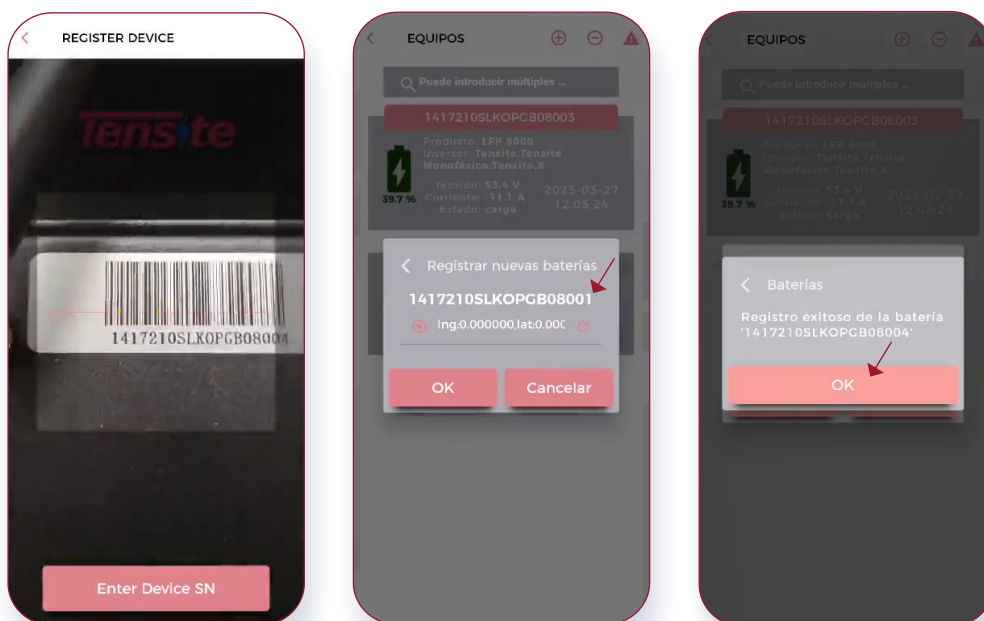 REGISTER DEVICE
Tensite
1417210SLKOPGB08004
Enter Device SN
EQUIPOS
Puede introducir múltiples ...
1417210SLKOPGB08003
Producto: LFP 5000
Inversor: Tensite,Tensite
Monofásico:Tensite,X
Tensión: 53.4 V
Corriente: -11.1 A
Estado: carga
39.7 %
2025-03-27
12:05:24
Registrar nuevas baterías
1417210SLKOPGB08001
lng:0.000000,lat:0.00(
OK
Cancelar
EQUIPOS
Puede introducir múltiples ...
1417210SLKOPGB08003
Producto: LFP 5000
Inversor: Tensite,Tensite
Monofásico:Tensite,X
Tensión: 53.4 V
Corriente: -11.1 A
Estado: carga
39.7 %
2025-03-27
12:05:24
Baterías
Registro exitoso de la batería
'1417210SLKOPGB08004'
OK